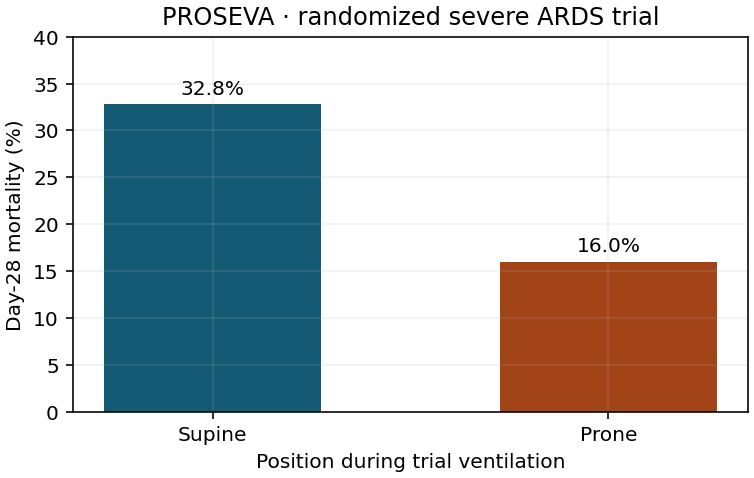 PROSEVA · randomized severe ARDS trial
Day-28 mortality (%)
40
35
30
25
20
15
10
5
0
32.8%
16.0%
Supine
Prone
Position during trial ventilation